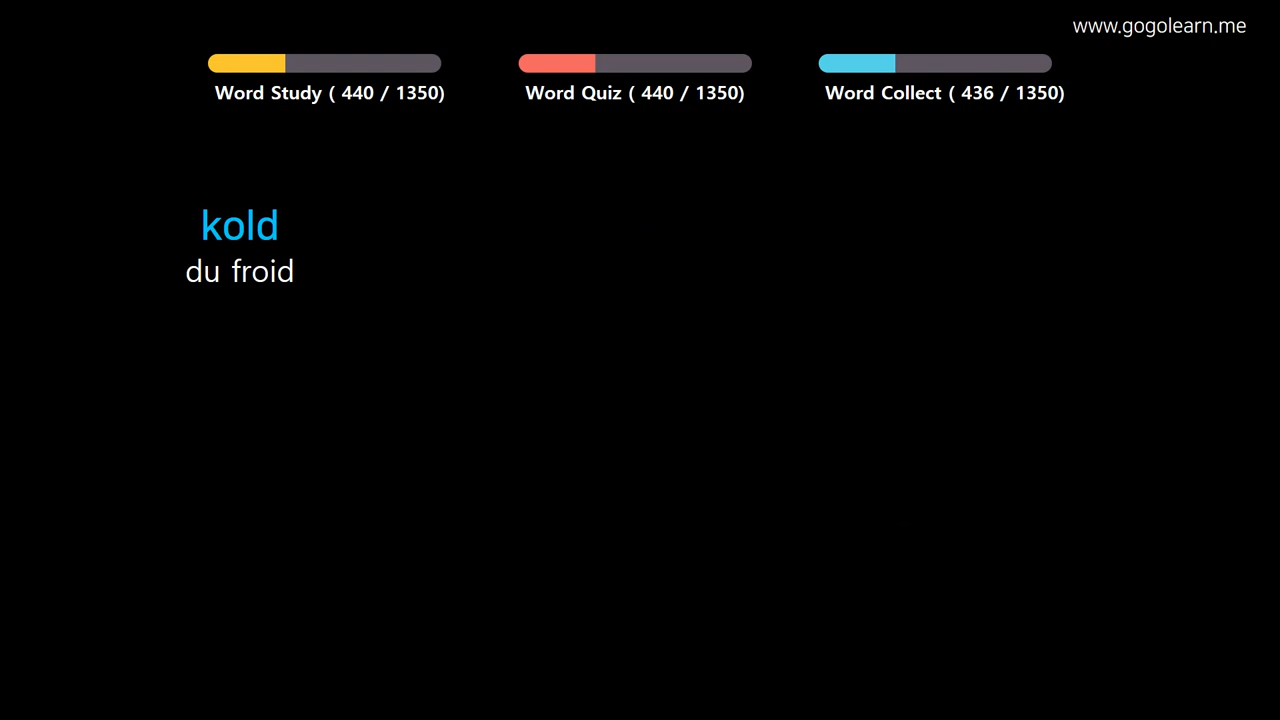 www.gogolearn.me
Word Study ( 440 / 1350)
Word Quiz ( 440 / 1350)
Word Collect ( 436 / 1350)
kold
du froid